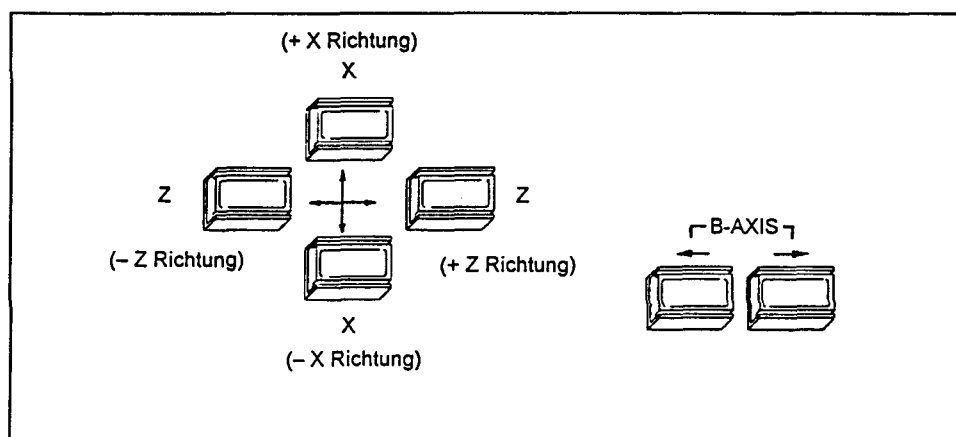 (+ X Richtung)
X
Z
Z
(– Z Richtung)
(+ Z Richtung)
X
(– X Richtung)
B-AXIS